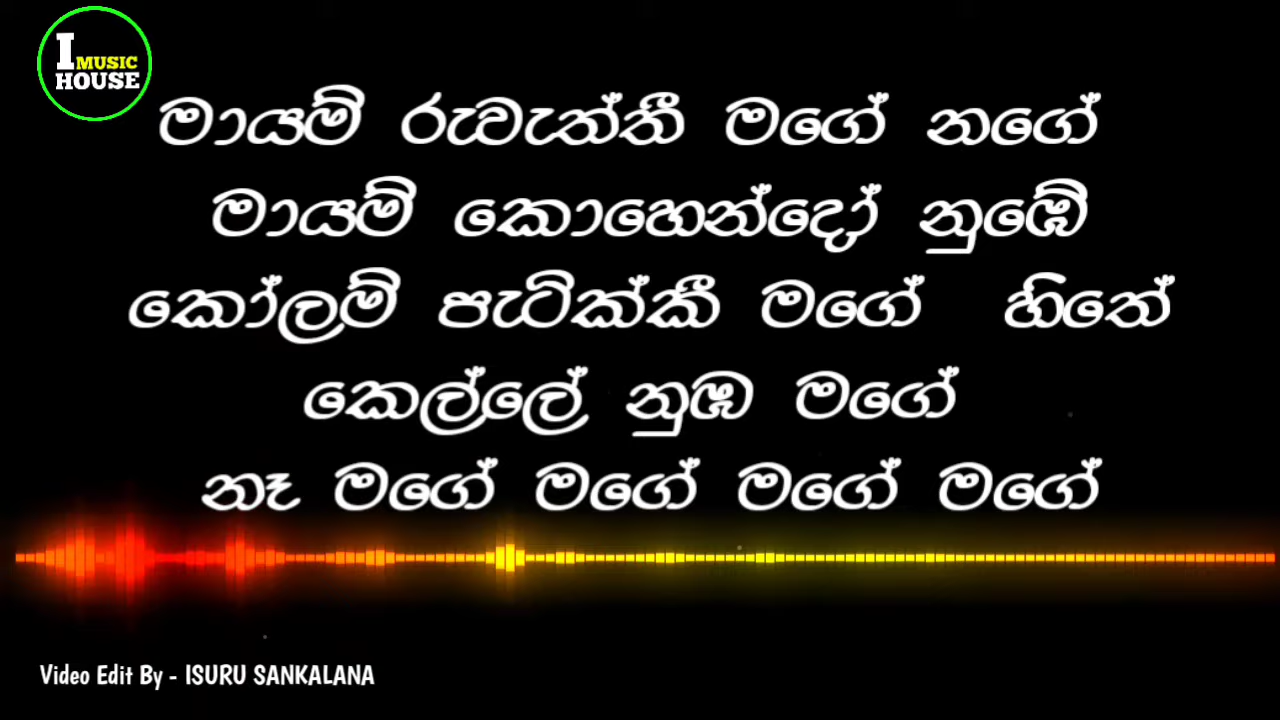 I MUSIC
HOUSE
මායම් රුවැත්තී මගේ නගේ
මායම් කොහෙන්දෝ නුඹේ
කෝලම් පැටික්කී මගේ හිතේ
කෙල්ලේ නුඹ මගේ
නෑ මගේ මගේ මගේ මගේ
Video Edit By - ISURU SANKALANA